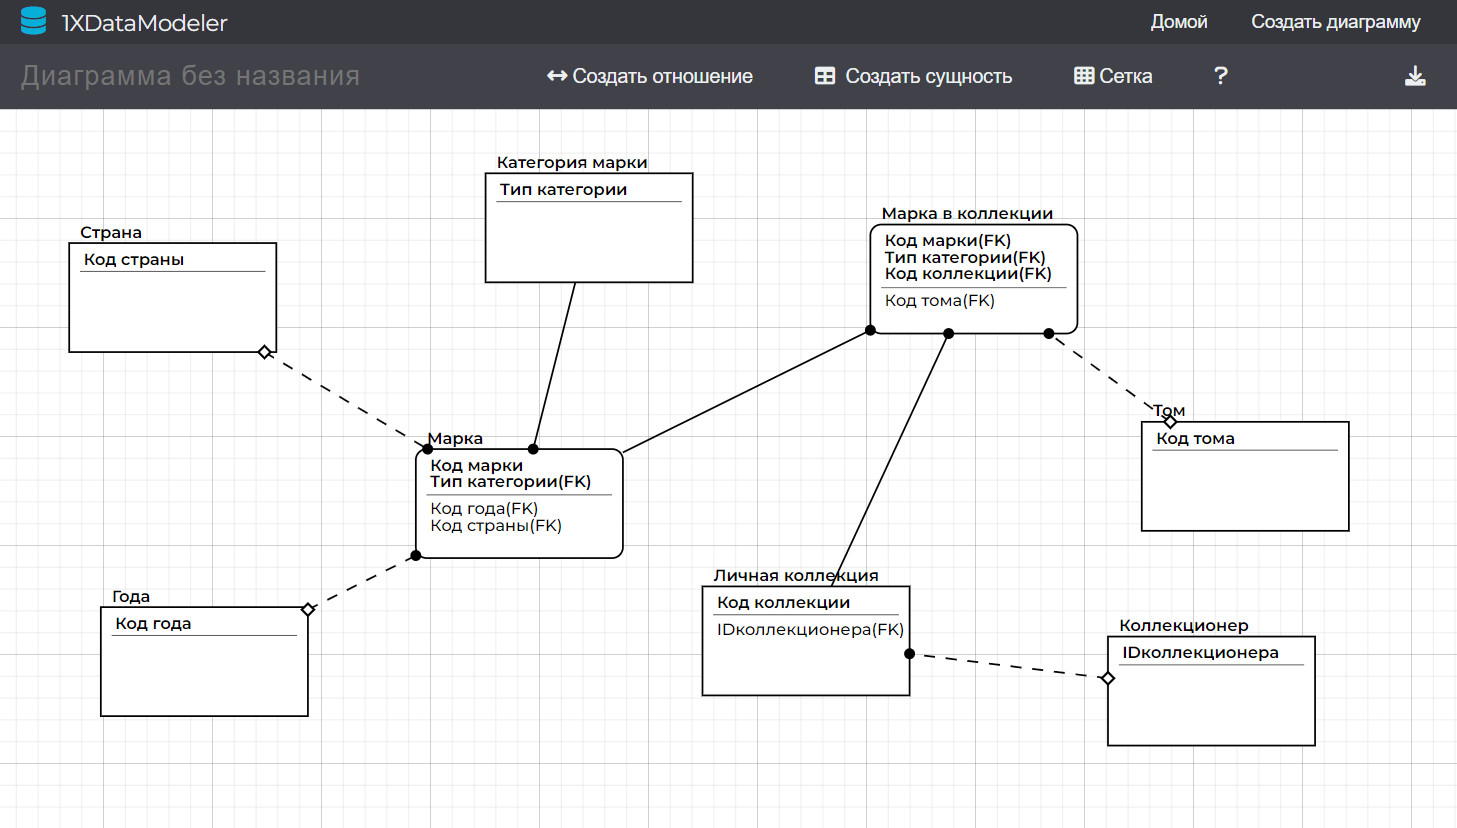 1XDataModeler
Домой
Создать диаграмму
Диаграмма без названия
Создать отношение
Создать сущность
Сетка
?
Категория марки
Тип категории
Марка в коллекции
Код марки(FK)
Тип категории(FK)
Код коллекции(FK)
Код тома(FK)
Страна
Код страны
Том
Код тома
Марка
Код марки
Тип категории(FK)
Код года(FK)
Код страны(FK)
Личная коллекция
Код коллекции
IDколлекционера(FK)
Года
Код года
Коллекционер
IDколлекционера